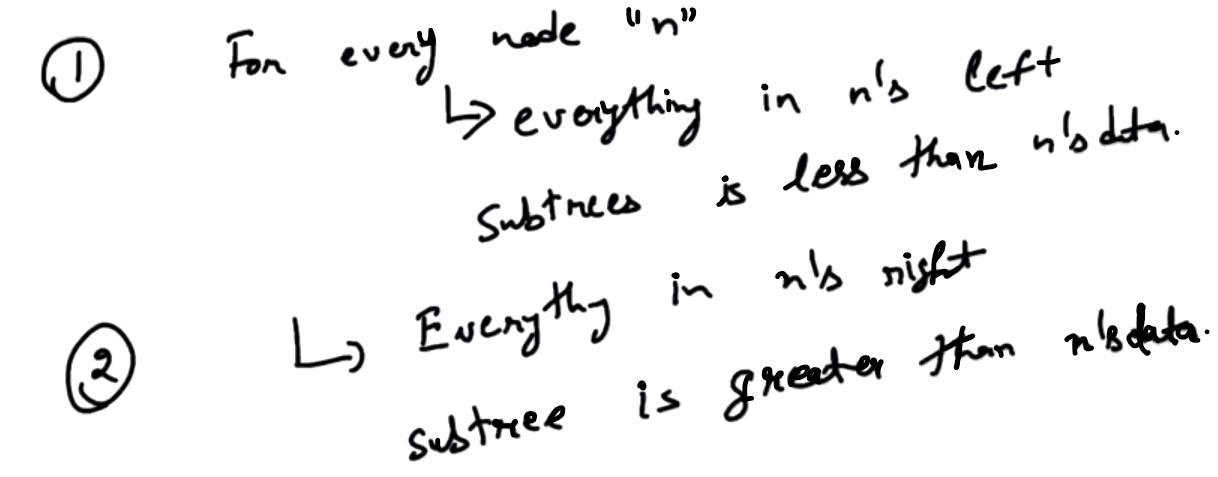 ① For every node "n"
↳ everything in n's left
subtrees is less than n's data.
② ↳ Everythy in n's right
subtree is greater than n's data.